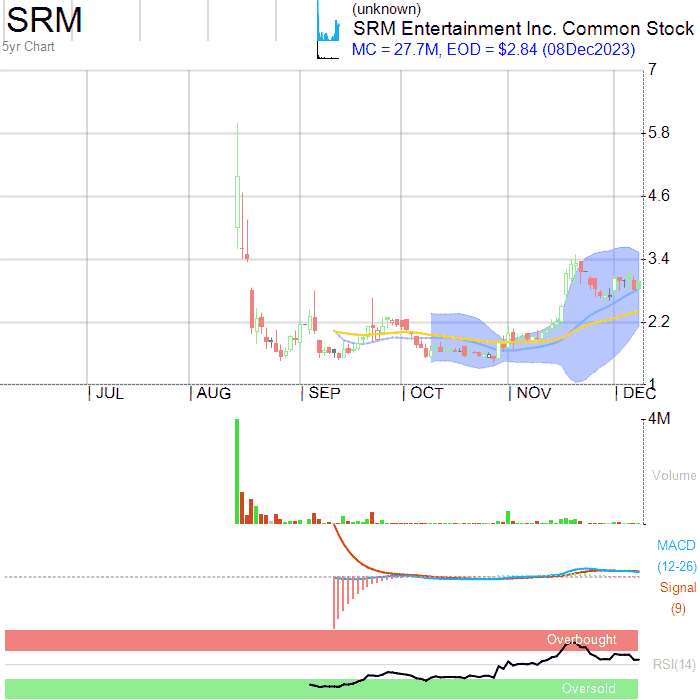 SRM
5yr Chart
(unknown)
SRM Entertainment Inc. Common Stock
MC = 27.7M, EOD = $2.84 (08Dec2023)
7
5.8
4.6
3.4
2.2
1
JUL AUG SEP OCT NOV DEC
4M
Volume
MACD
(12-26)
Signal
(9)
Overbought
RSI(14)
Oversold